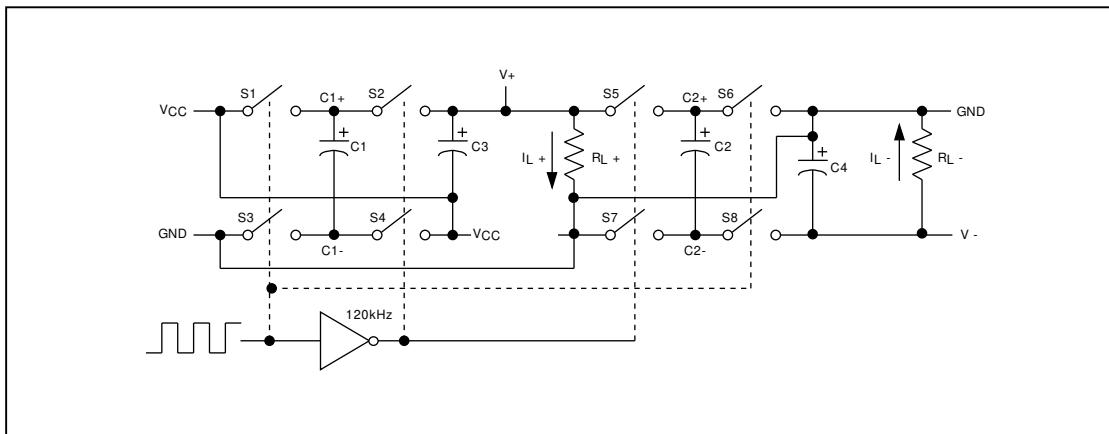 V+
S1 C1+ S2 S5 C2+ S6
VCC GND
C1 C3 IL + RL + C2 C4 IL - RL -
S3 S4 S7 S8
GND C1- VCC C2- V -
120kHz